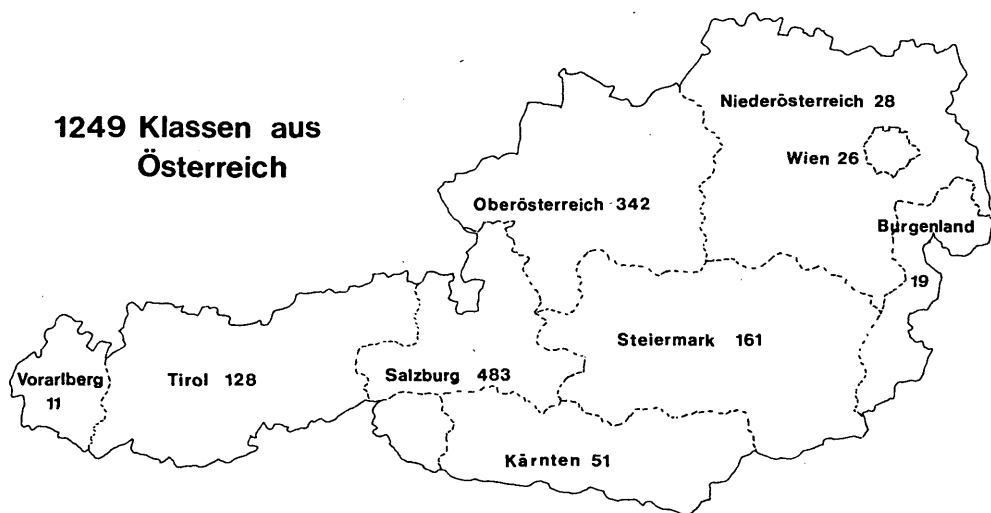 1249 Klassen aus
Österreich
Niederösterreich 28
Wien 26
Oberösterreich 342
Burgenland
19
Steiermark 161
Vorarlberg
11
Tirol 128
Salzburg 483
Kärnten 51